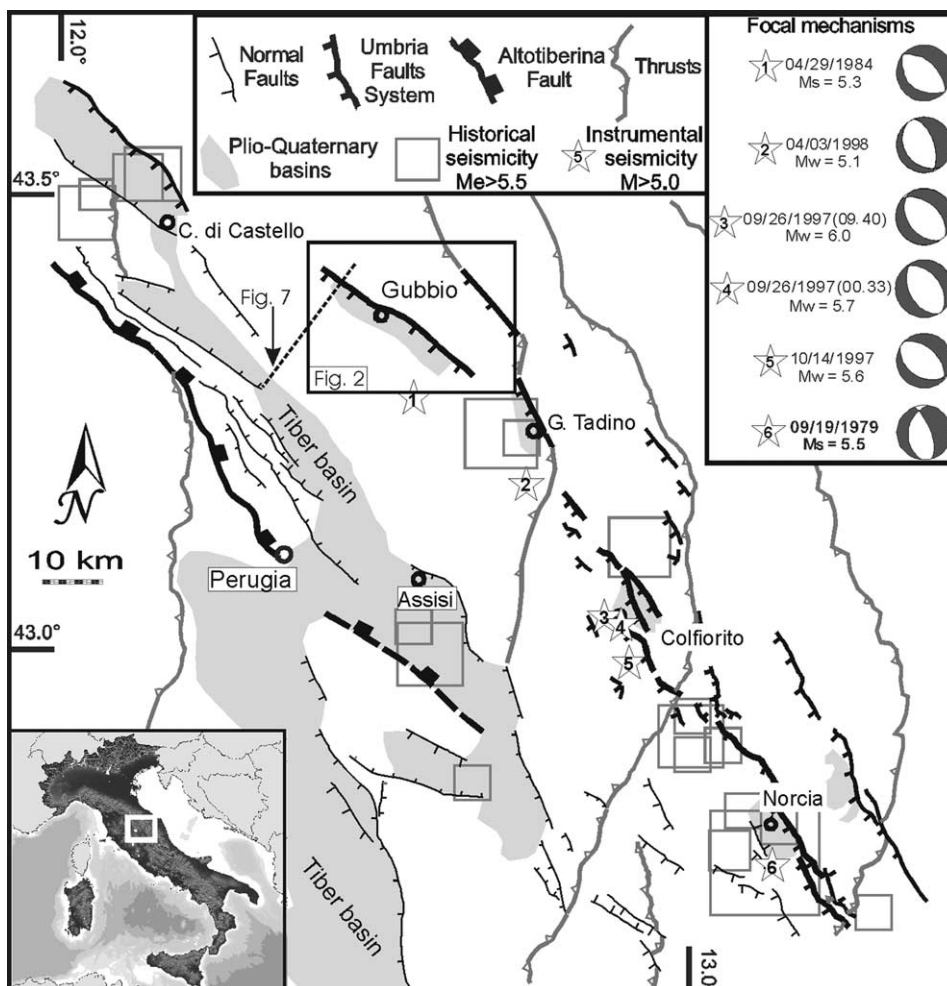 12.0°
Normal
Faults
Umbria
Faults
System
Altotiberina
Fault
Thrusts
Plio-Quaternary
basins
Historical
seismicity
Me>5.5
5
Instrumental
seismicity
M>5.0
Focal mechanisms
1
04/29/1984
Ms = 5.3
2
04/03/1998
Mw = 5.1
3
09/26/1997(09.40)
Mw = 6.0
4
09/26/1997(00.33)
Mw = 5.7
5
10/14/1997
Mw = 5.6
6
09/19/1979
Ms = 5.5
43.5°
C. di Castello
Fig. 7
Gubbio
Fig. 2
1
G. Tadino
2
Tiber basin
N
10 km
Perugia
Assisi
43.0°
3
4
5
Colfiorito
Norcia
6
Tiber basin
13.0